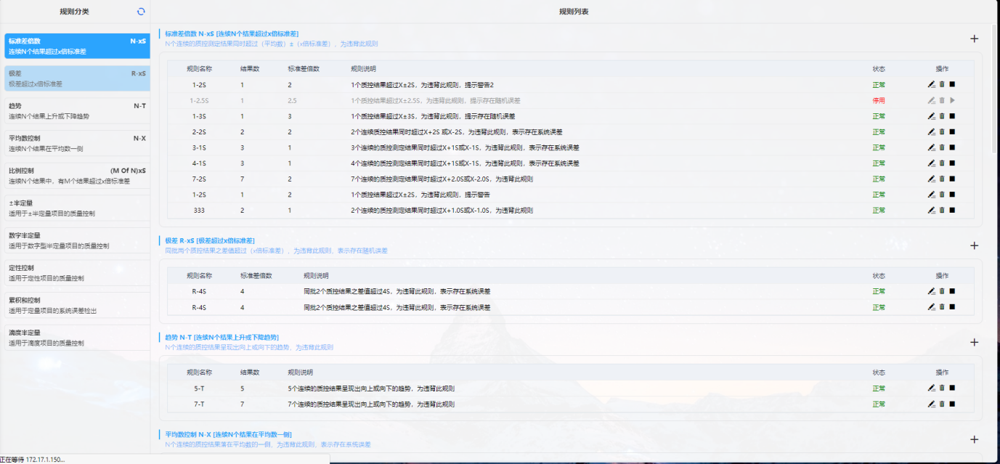 规则分类
规则列表
标准差倍数 N-xS
连续N个结果超过x倍标准差
极差 R-xS
极差超过x倍标准差
趋势 N-T
连续N个结果上升或下降趋势
平均数控制 N-X
连续N个结果在平均数一侧
比例控制 (M Of N)xS
连续N个结果中，有M个结果超过x倍标准差
±半定量
适用于±半定量项目的质量控制
数字半定量
适用于数字型半定量项目的质量控制
定性控制
适用于定性项目的质量控制
累积和控制
适用于定量项目的系统误差检出
滴度半定量
适用于滴度项目的质量控制
标准差倍数 N-xS [连续N个结果超过x倍标准差]
N个连续的质控测定结果同时超过（平均数）±（x倍标准差），为违背此规则
规则名称 结果数 标准差倍数 规则说明 状态 操作
1-2S 1 2 1个质控结果超过X±2S，为违背此规则，提示警告2 正常
1-2.5S 1 2.5 1个质控结果超过X±2.5S，为违背此规则，提示存在随机误差 停用
1-3S 1 3 1个质控结果超过X±3S，为违背此规则，提示存在随机误差 正常
2-2S 2 2 2个连续质控结果同时超过X+2S 或X-2S，为违背此规则，表示存在系统误差 正常
3-1S 3 1 3个连续的质控测定结果同时超过X+1S或X-1S，为违背此规则，表示存在系统误差 正常
4-1S 3 1 4个连续的质控测定结果同时超过X+1S或X-1S，为违背此规则，表示存在系统误差 正常
7-2S 7 2 7个连续的质控测定结果同时超过X+2.0S或X-2.0S，为违背此规则 正常
1-2S 1 2 1个质控结果超过X±2S，为违背此规则，提示警告 正常
333 2 1 2个连续的质控测定结果同时超过X+1.0S或X-1.0S，为违背此规则 正常
极差 R-xS [极差超过x倍标准差]
同批两个质控结果之差值超过（x倍标准差），为违背此规则，表示存在随机误差
规则名称 标准差倍数 规则说明 状态 操作
R-4S 4 同批2个质控结果之差值超过4S，为违背此规则，表示存在系统误差 正常
R-4S 4 同批2个质控结果之差值超过4S，为违背此规则，表示存在系统误差 正常
趋势 N-T [连续N个结果上升或下降趋势]
N个连续的质控结果呈现出向上或向下的趋势，为违背此规则
规则名称 结果数 规则说明 状态 操作
5-T 5 5个连续的质控结果呈现出向上或向下的趋势，为违背此规则 正常
7-T 7 7个连续的质控结果呈现出向上或向下的趋势，为违背此规则 正常
平均数控制 N-X [连续N个结果在平均数一侧]
N个连续的质控结果落在平均数的一侧，为违背此规则，表示存在系统误差
正在等待 172.17.1.150...